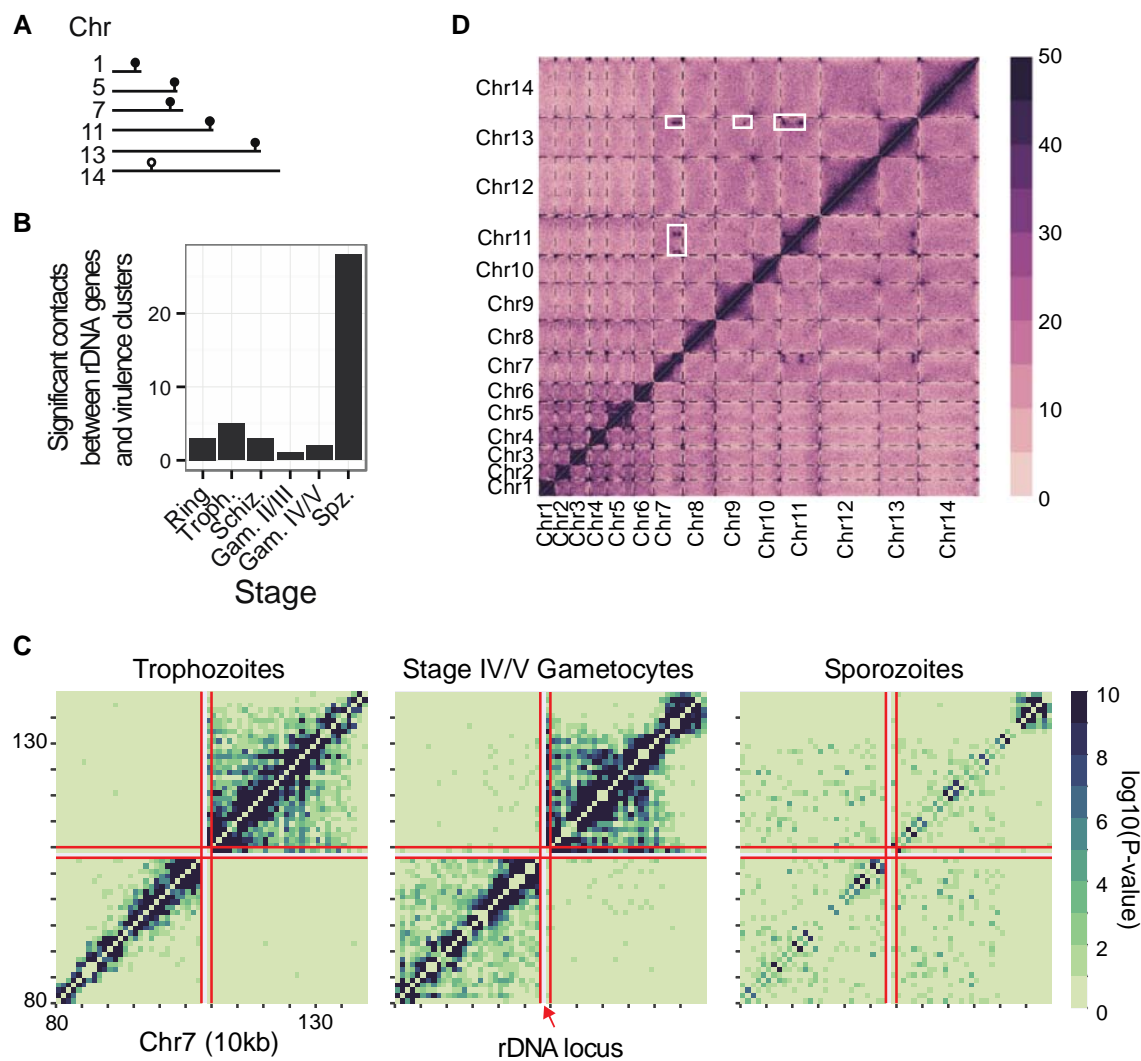 A
Chr
1
5
7
11
13
14
B
Significant contacts
between rDNA genes
and virulence clusters
20
10
0
Ring
Troph.
Schiz.
Gam. II/III
Gam. IV/V
Spz.
Stage
D
Chr14
Chr13
Chr12
Chr11
Chr10
Chr9
Chr8
Chr7
Chr6
Chr5
Chr4
Chr3
Chr2
Chr1
Chr1
Chr2
Chr3
Chr4
Chr5
Chr6
Chr7
Chr8
Chr9
Chr10
Chr11
Chr12
Chr13
Chr14
50
40
30
20
10
0
C
Trophozoites
Stage IV/V Gametocytes
Sporozoites
130
80
80
130
Chr7 (10kb)
rDNA locus
10
8
6
4
2
0
log10(P-value)